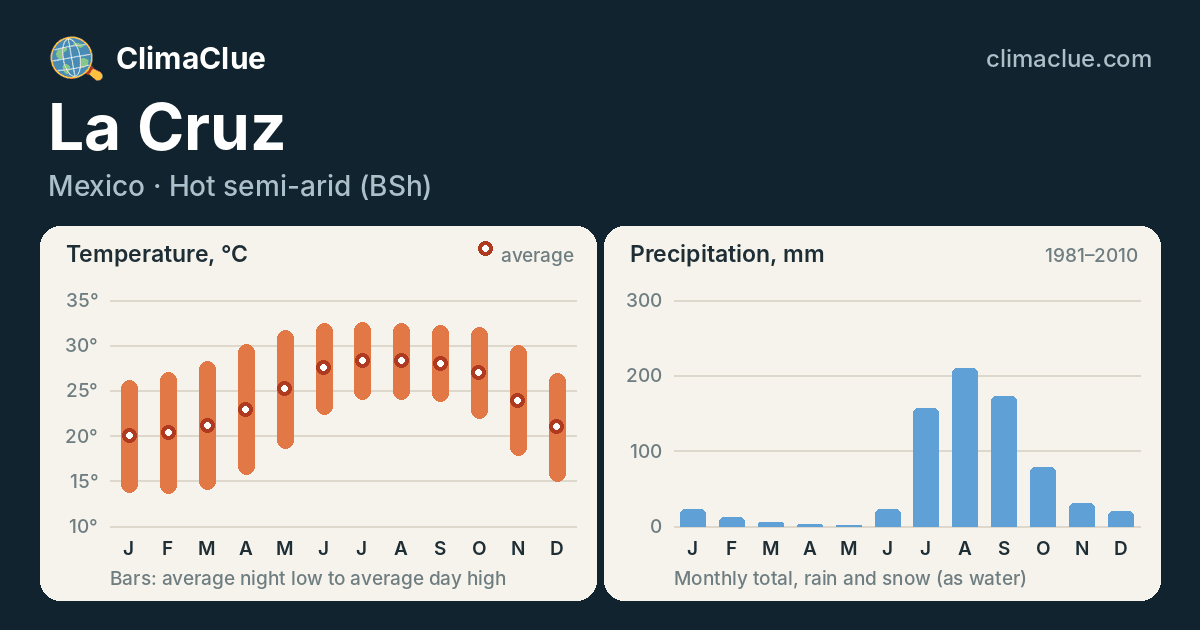 ClimaClue
climaclue.com
La Cruz
Mexico · Hot semi-arid (BSh)
Temperature, °C
average
35°
30°
25°
20°
15°
10°
J F M A M J J A S O N D
Bars: average night low to average day high
Precipitation, mm
1981–2010
300
200
100
0
J F M A M J J A S O N D
Monthly total, rain and snow (as water)